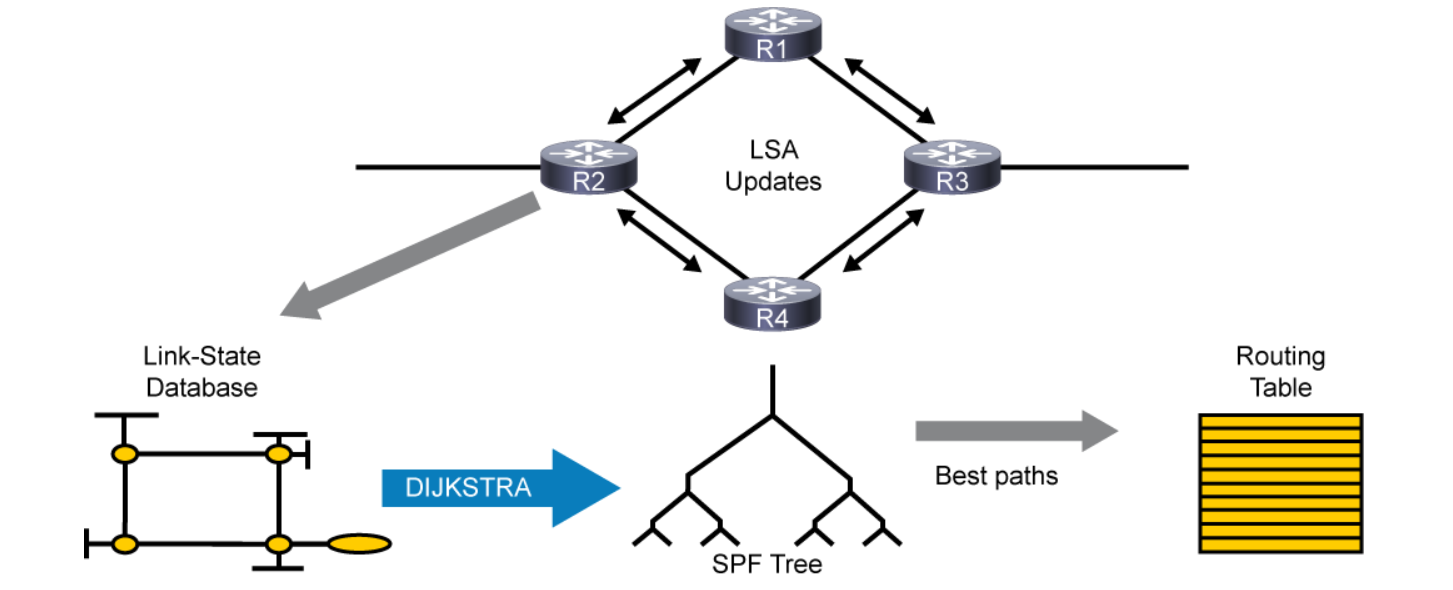 R1
LSA
Updates
R2
R3
R4
Link-State
Database
Routing
Table
DIJKSTRA
Best paths
SPF Tree